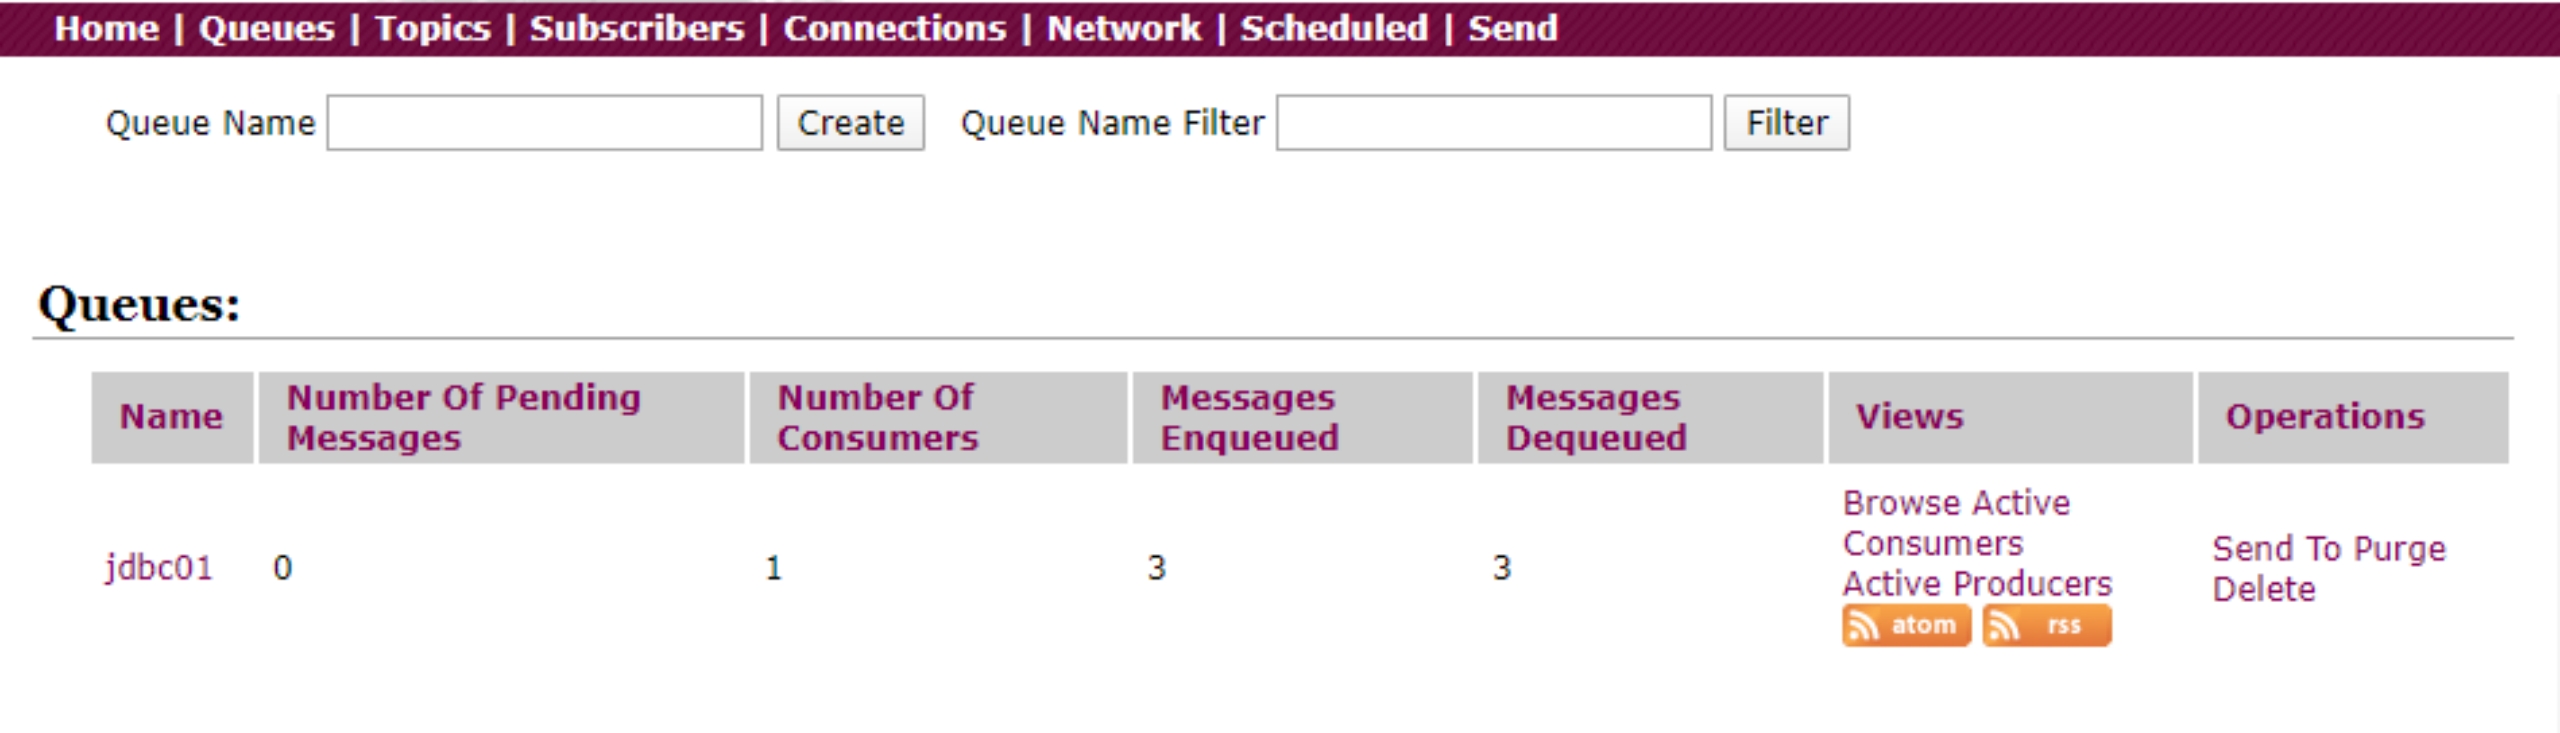 Home | Queues | Topics | Subscribers | Connections | Network | Scheduled | Send
Queue Name Create Queue Name Filter Filter
Queues:
Name Number Of Pending Messages Number Of Consumers Messages Enqueued Messages Dequeued Views Operations
jdbc01 0 1 3 3
Browse Active
Consumers
Active Producers
atom rss
Send To Purge
Delete